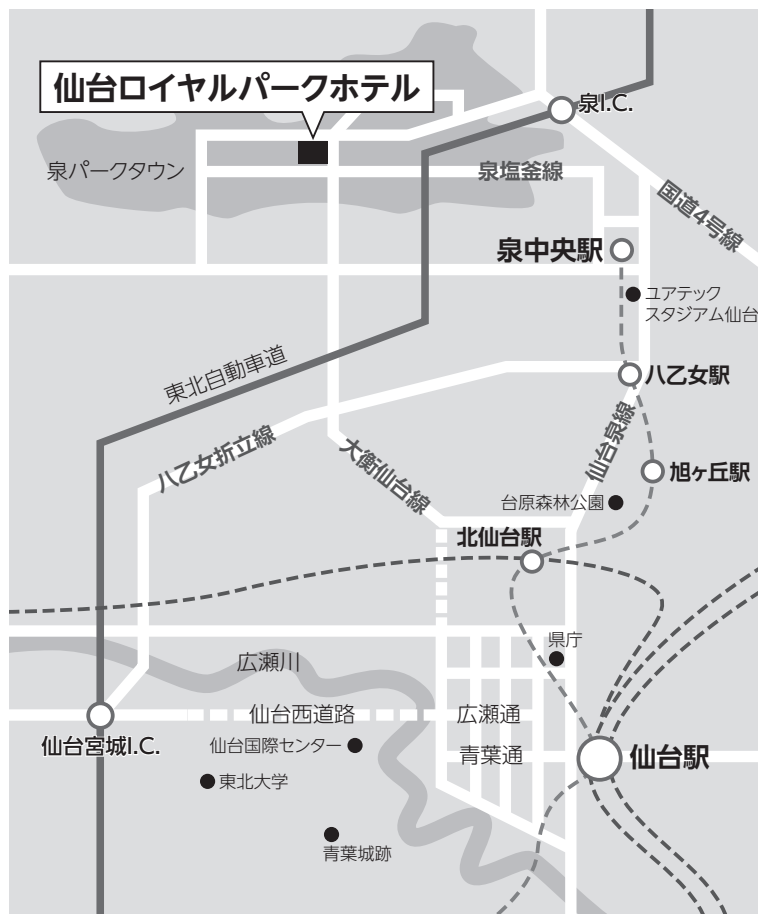 仙台ロイヤルパークホテル
泉I.C.
泉パークタウン
泉塩釜線
国道4号線
泉中央駅
ユアテック
スタジアム仙台
東北自動車道
八乙女駅
八乙女折立線
大衡仙台線
仙台泉線
旭ヶ丘駅
台原森林公園
北仙台駅
県庁
広瀬川
仙台西道路
広瀬通
仙台宮城I.C.
仙台国際センター
青葉通
仙台駅
東北大学
青葉城跡